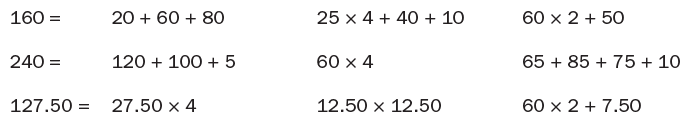 160 = 20 + 60 + 80 25 × 4 + 40 + 10 60 × 2 + 50
240 = 120 + 100 + 5 60 × 4 65 + 85 + 75 + 10
127.50 = 27.50 × 4 12.50 × 12.50 60 × 2 + 7.50